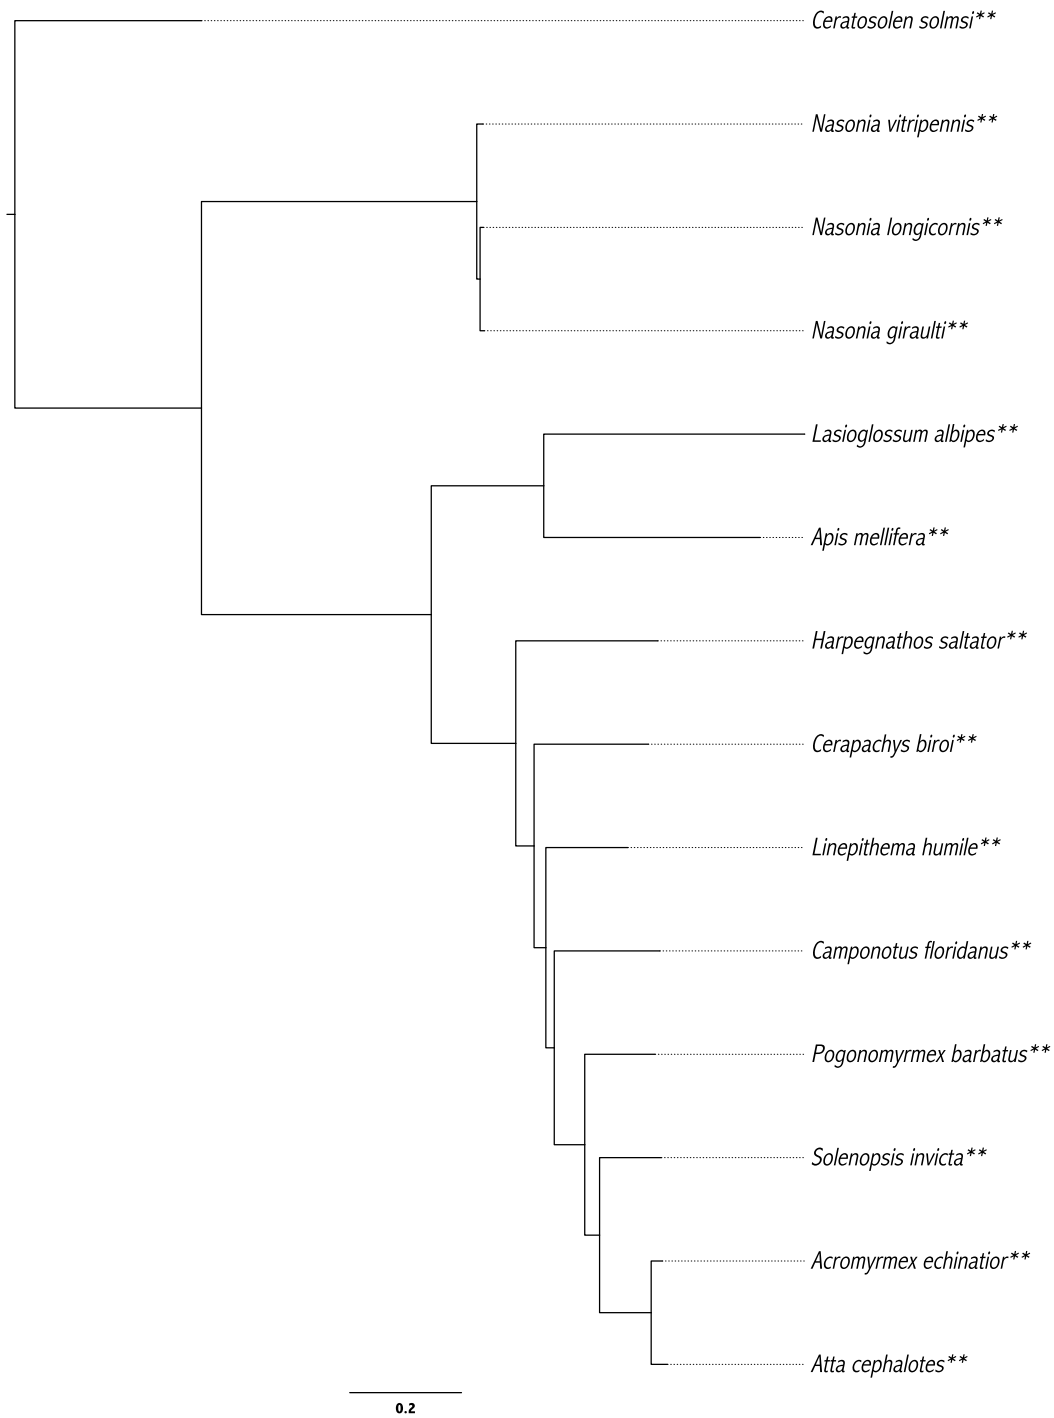 Ceratosolen solmsi**
Nasonia vitripennis**
Nasonia longicornis**
Nasonia giraulti**
Lasioglossum albipes**
Apis mellifera**
Harpegnathos saltator**
Cerapachys biroi**
Linepithema humile**
Camponotus floridanus**
Pogonomyrmex barbatus**
Solenopsis invicta**
Acromyrmex echinatior**
Atta cephalotes**
0.2